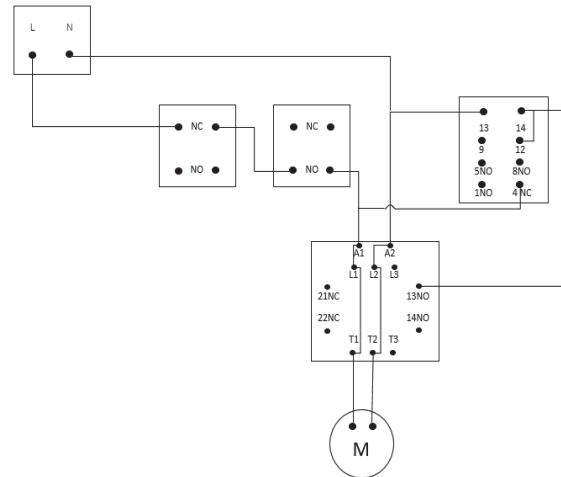 L N
NC NC
NO NO
13 14
9 12
5NO 8NO
1NO 4 NC
A1 A2
L1 L2 L3
21NC 13NO
22NC 14NO
T1 T2 T3
M